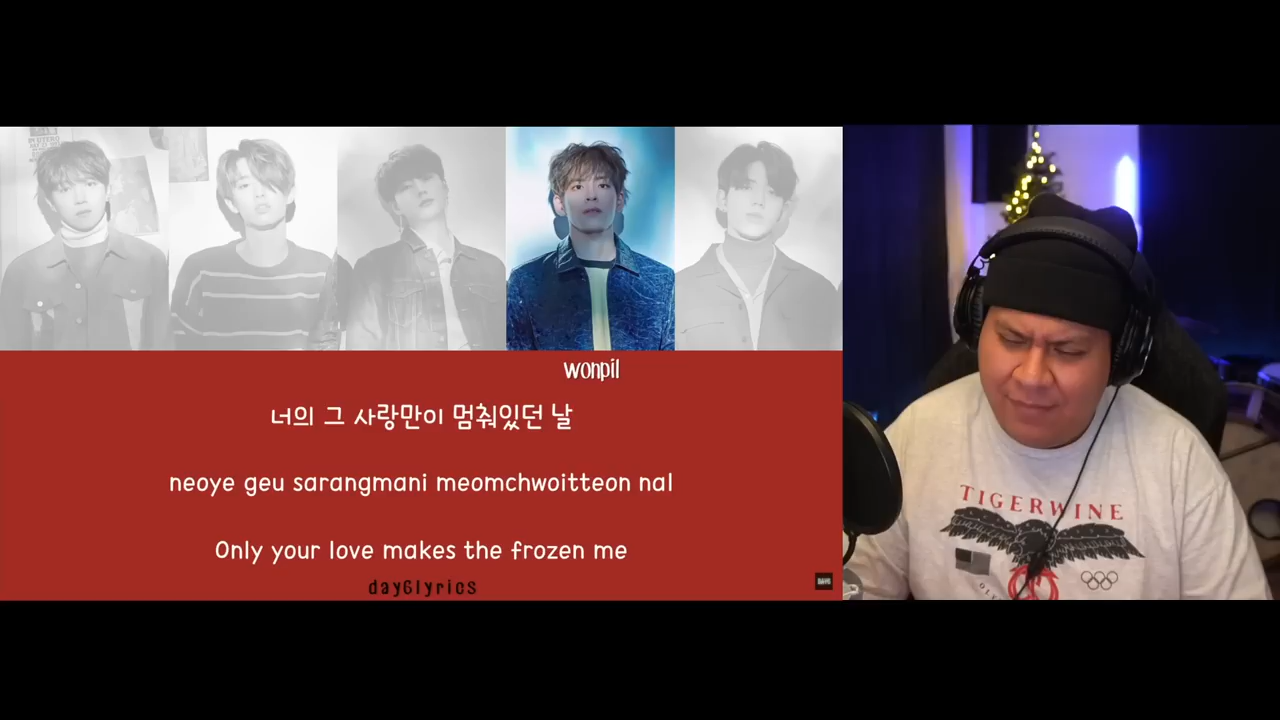 wonpil
너의 그 사랑만이 멈춰있던 날
neoye geu sarangmani meomchwoitteon nal
Only your love makes the frozen me
day6lyrics
DAY6
TIGERWINE